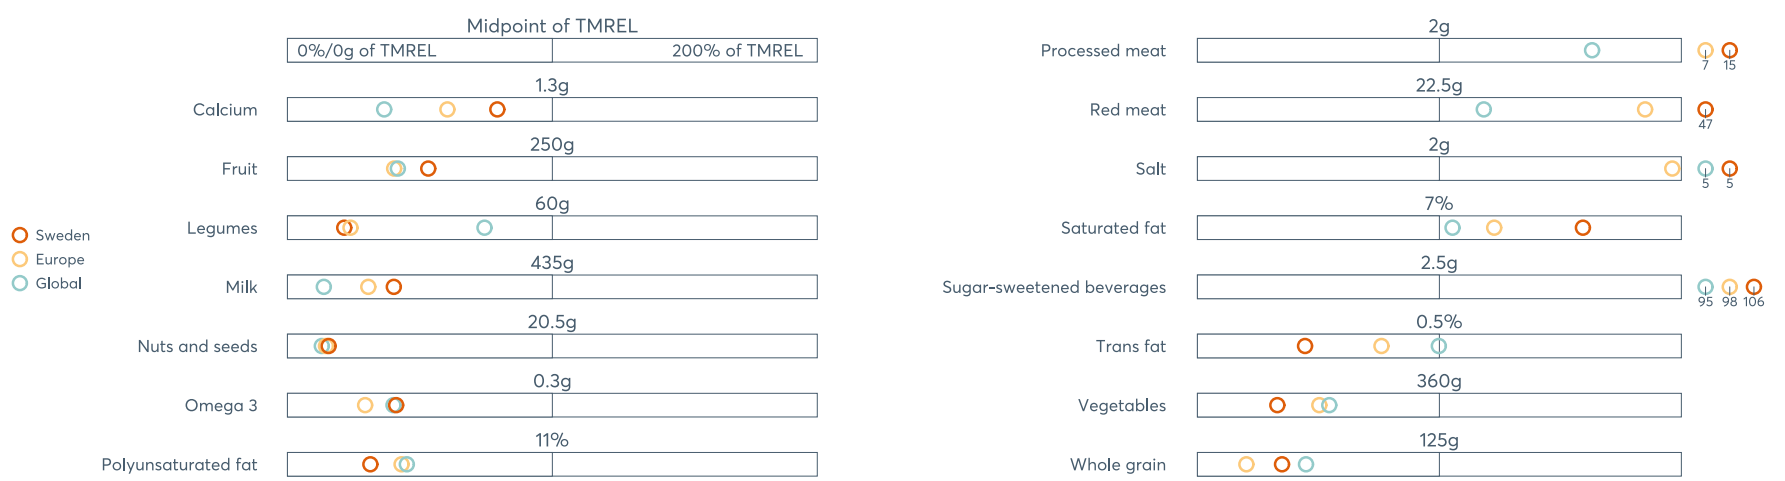 Midpoint of TMREL
0%/0g of TMREL 200% of TMREL
1.3g
Calcium
250g
Fruit
60g
Legumes
435g
Milk
20.5g
Nuts and seeds
0.3g
Omega 3
11%
Polyunsaturated fat
Sweden
Europe
Global
2g
Processed meat
7 15
22.5g
Red meat
47
2g
Salt
5 5
7%
Saturated fat
2.5g
Sugar-sweetened beverages
95 98 106
0.5%
Trans fat
360g
Vegetables
125g
Whole grain